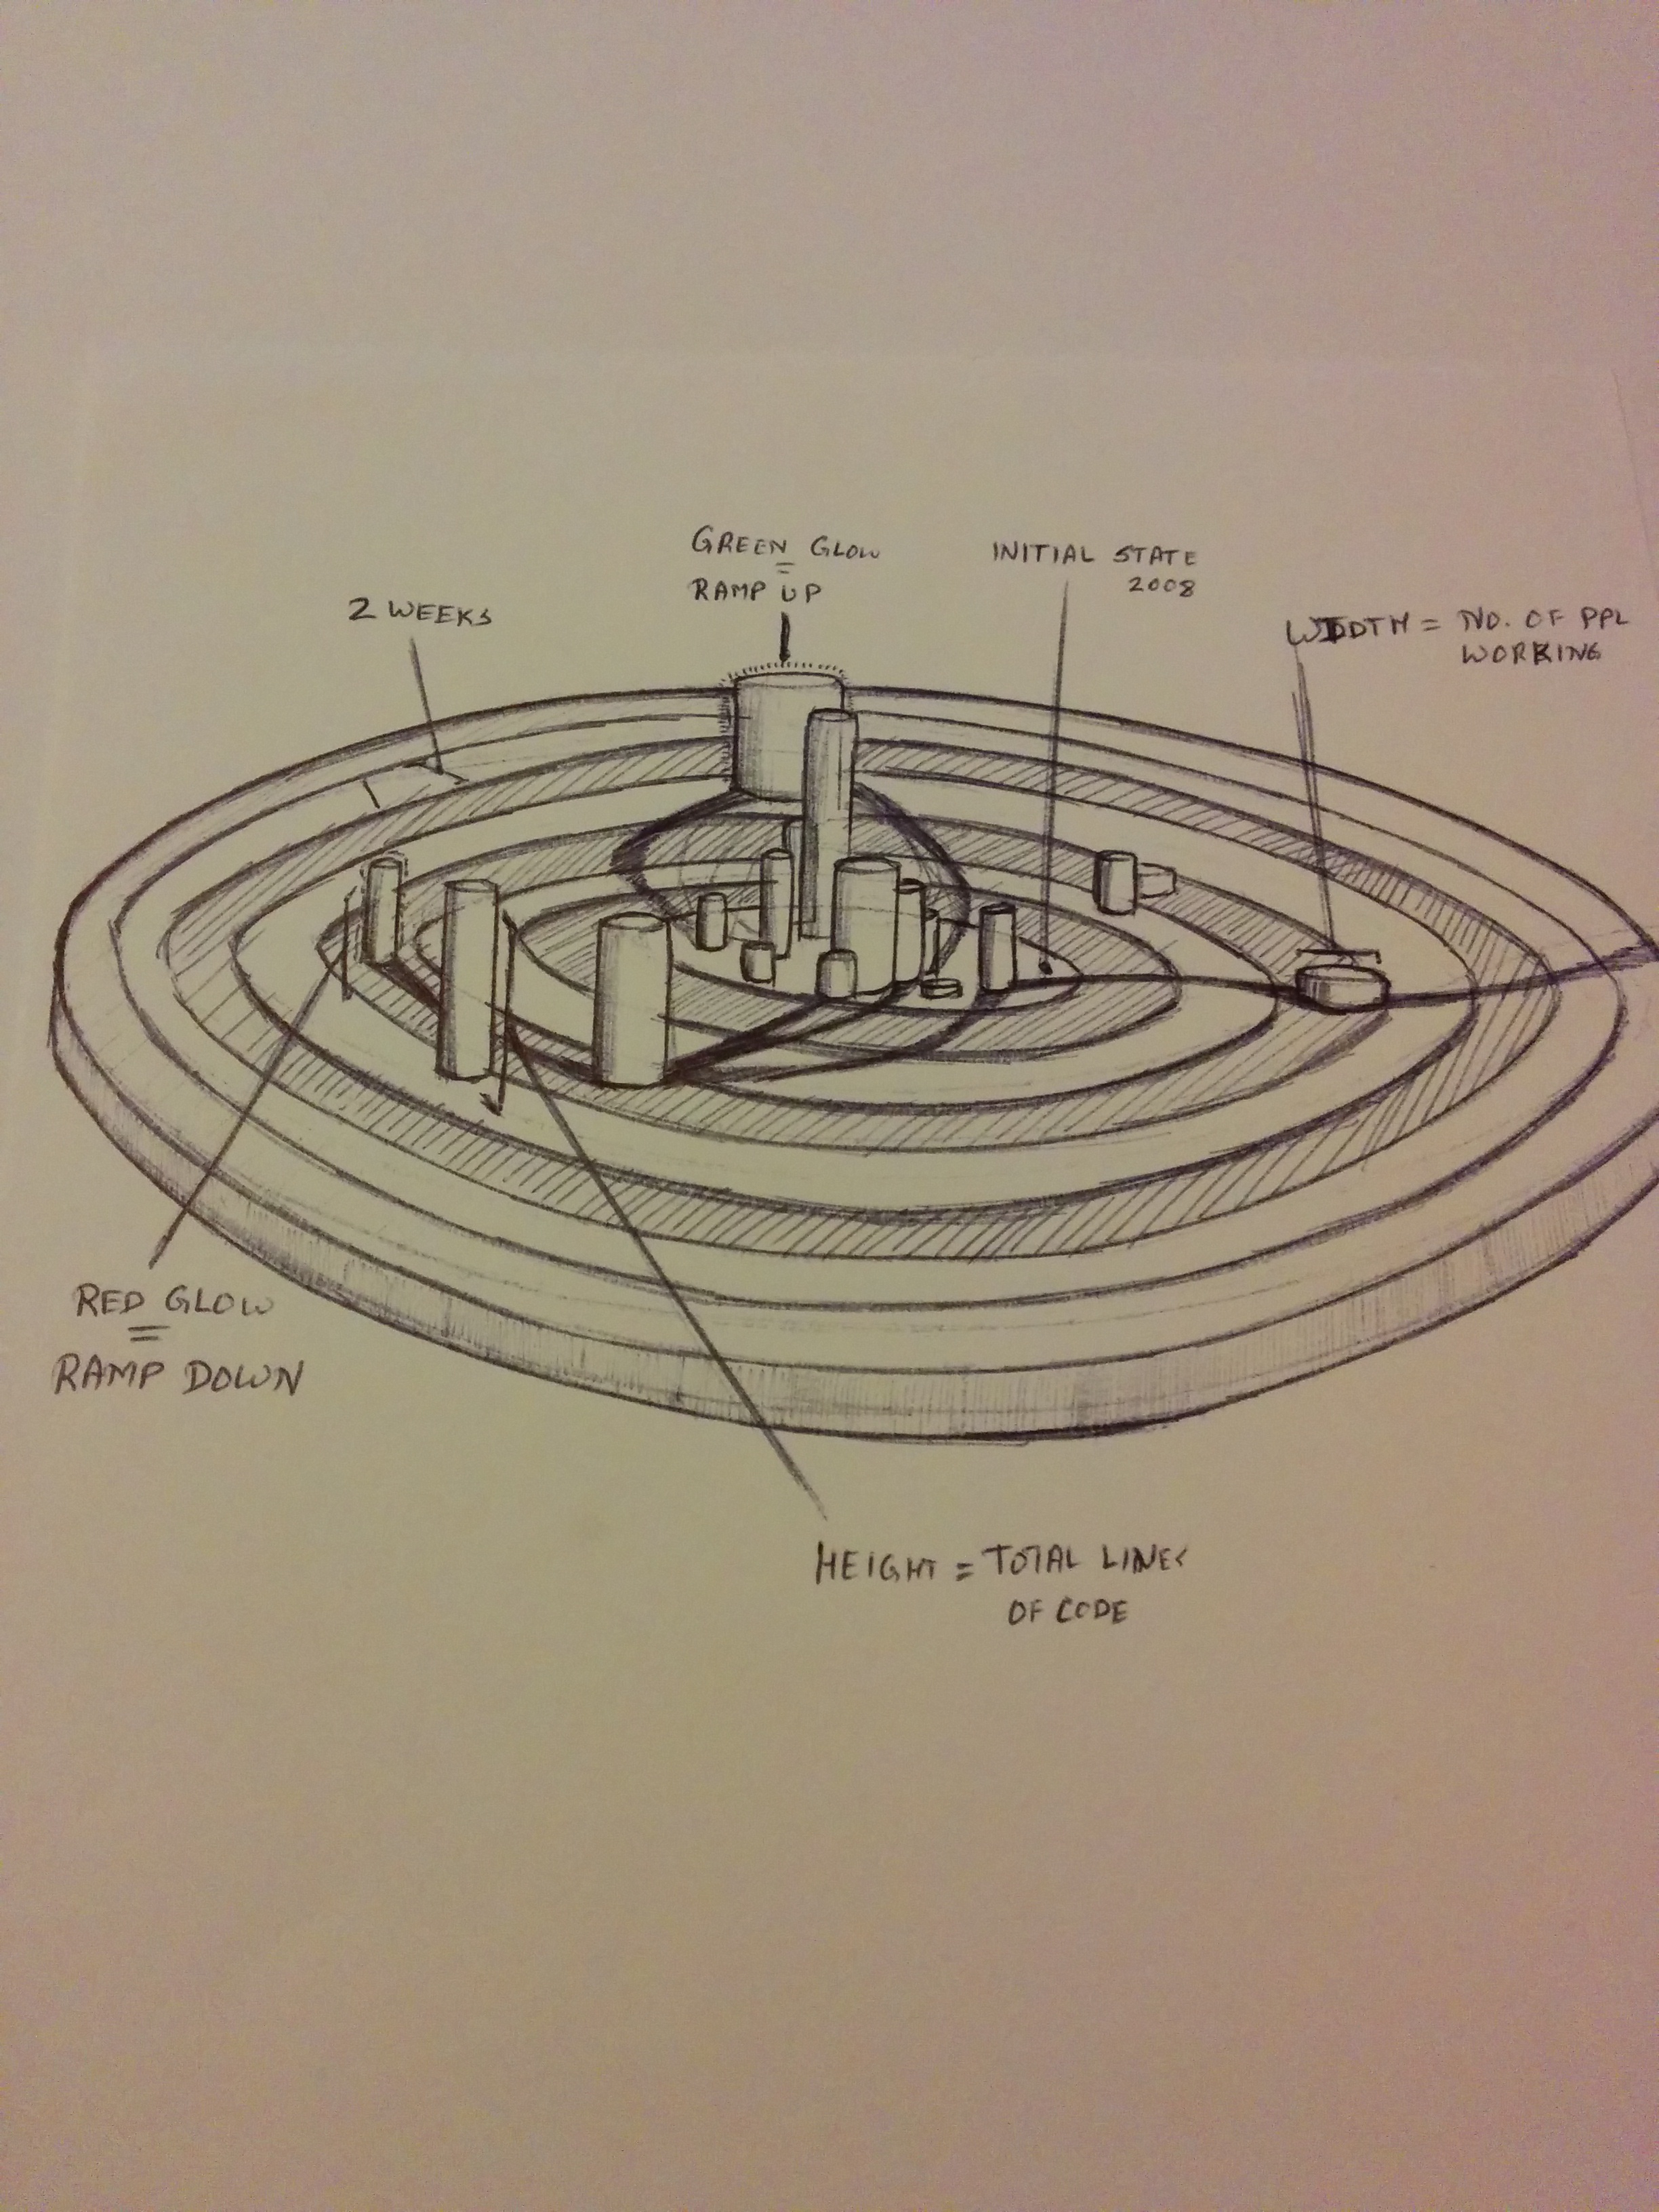 GREEN GLOW
=
RAMP UP
INITIAL STATE
2008
2 WEEKS
WIDDTH = NO. OF PPL
WORKING
RED GLOW
=
RAMP DOWN
HEIGHT = TOTAL LINES
OF CODE